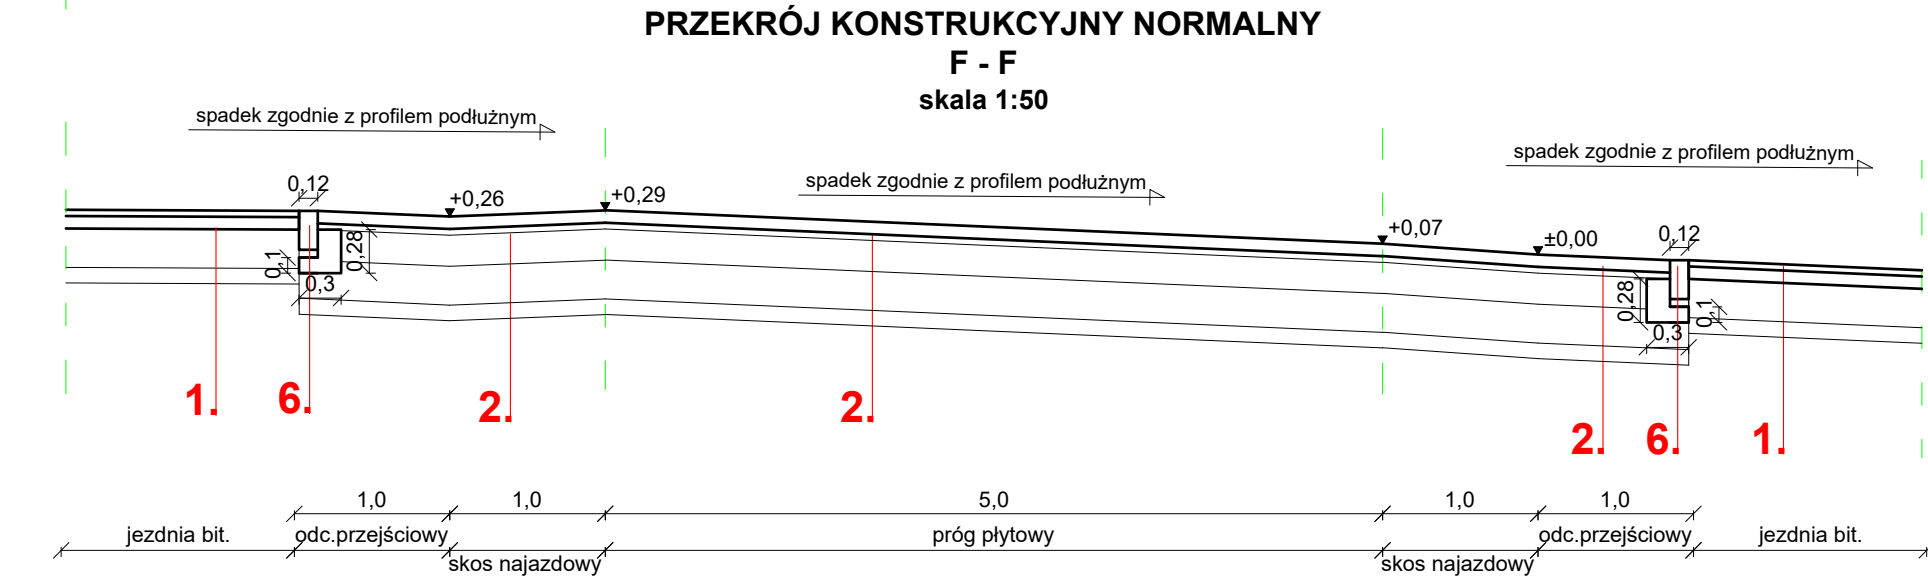 PRZEKRÓJ KONSTRUKCYJNY NORMALNY
F - F
skala 1:50
spadek zgodnie z profilem podłużnym
spadek zgodnie z profilem podłużnym
spadek zgodnie z profilem podłużnym
0,12
+0,26
+0,29
+0,07
±0,00
0,12
0,1
0,28
0,3
0,28
0,3
0,1
1.
6.
2.
2.
2.
6.
1.
1,0
1,0
5,0
1,0
1,0
jezdnia bit.
odc.przejściowy
skos najazdowy
próg płytowy
skos najazdowy
odc.przejściowy
jezdnia bit.